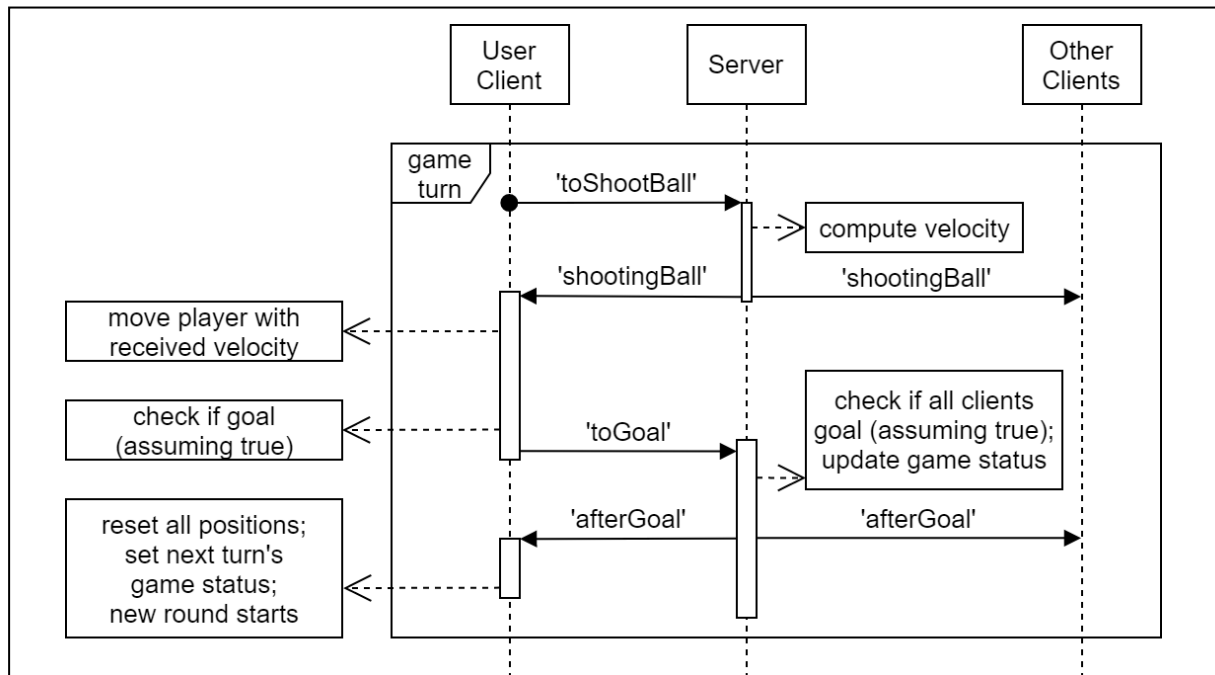 User
Client
Server
Other
Clients
game
turn
'toShootBall'
compute velocity
'shootingBall'
'shootingBall'
move player with
received velocity
check if goal
(assuming true)
'toGoal'
check if all clients
goal (assuming true);
update game status
'afterGoal'
'afterGoal'
reset all positions;
set next turn's
game status;
new round starts